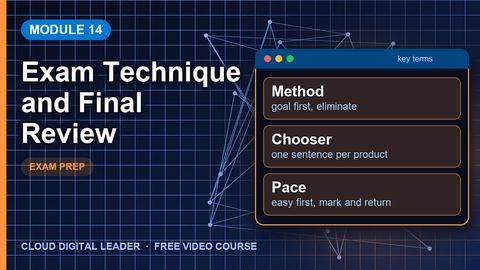 MODULE 14
Exam Technique
and Final
Review
EXAM PREP
key terms
Method
goal first, eliminate
Chooser
one sentence per product
Pace
easy first, mark and return
CLOUD DIGITAL LEADER · FREE VIDEO COURSE